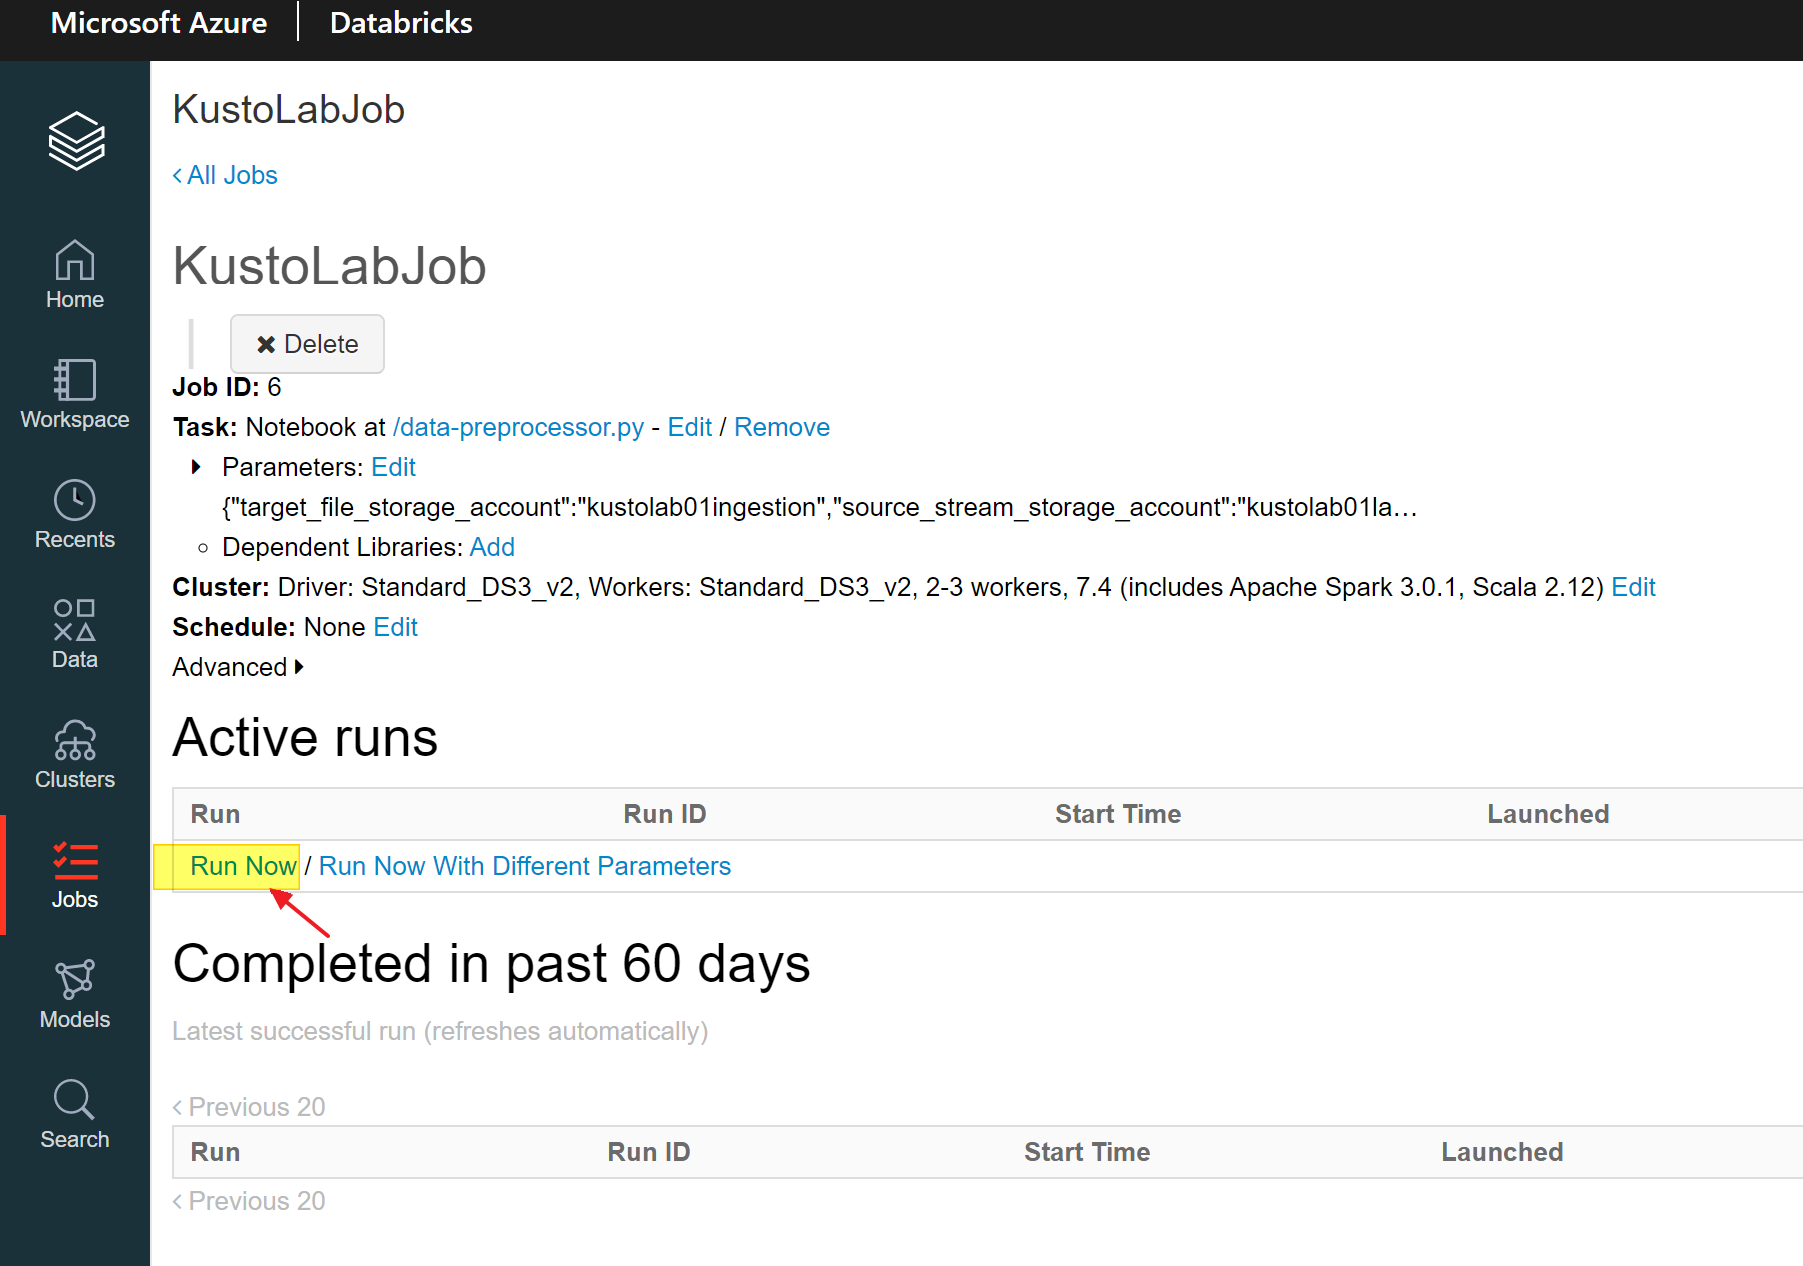 Microsoft Azure | Databricks
KustoLabJob
‹ All Jobs
KustoLabJob
✖ Delete
Job ID: 6
Task: Notebook at /data-preprocessor.py - Edit / Remove
Parameters: Edit
{"target_file_storage_account":"kustolab01ingestion","source_stream_storage_account":"kustolab01la…
Dependent Libraries: Add
Cluster: Driver: Standard_DS3_v2, Workers: Standard_DS3_v2, 2-3 workers, 7.4 (includes Apache Spark 3.0.1, Scala 2.12) Edit
Schedule: None Edit
Advanced
Active runs
Run Run ID Start Time Launched
Run Now / Run Now With Different Parameters
Completed in past 60 days
Latest successful run (refreshes automatically)
‹ Previous 20
Run Run ID Start Time Launched
‹ Previous 20
Home
Workspace
Recents
Data
Clusters
Jobs
Models
Search